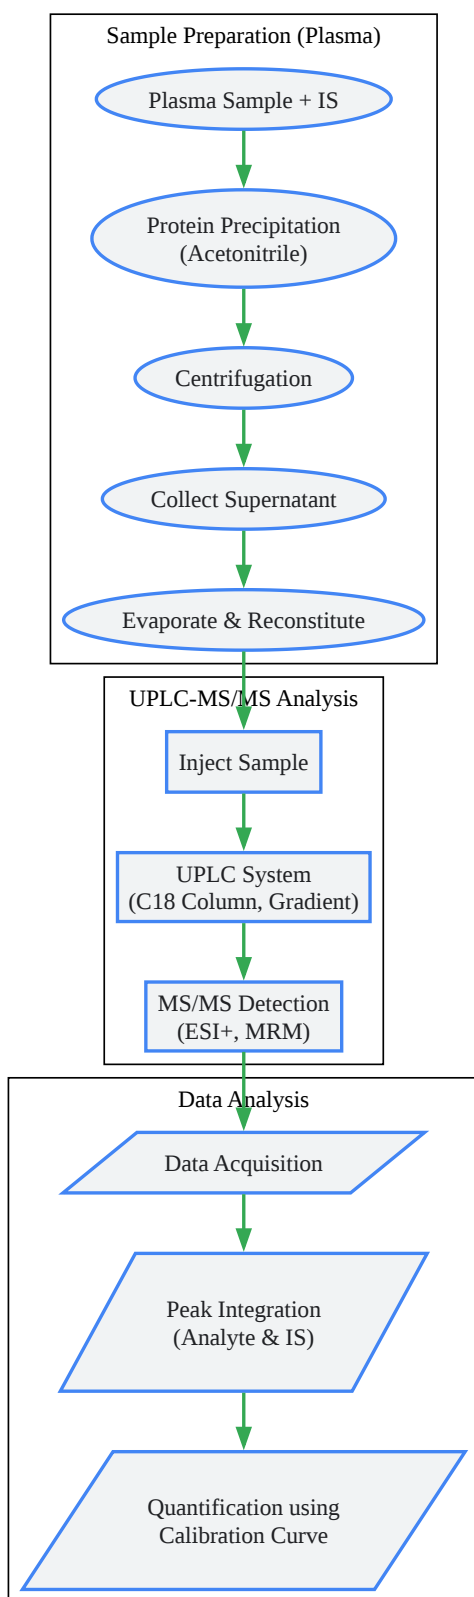 Sample Preparation (Plasma)
Plasma Sample + IS
Protein Precipitation
(Acetonitrile)
Centrifugation
Collect Supernatant
Evaporate & Reconstitute
UPLC-MS/MS Analysis
Inject Sample
UPLC System
(C18 Column, Gradient)
MS/MS Detection
(ESI+, MRM)
Data Analysis
Data Acquisition
Peak Integration
(Analyte & IS)
Quantification using
Calibration Curve